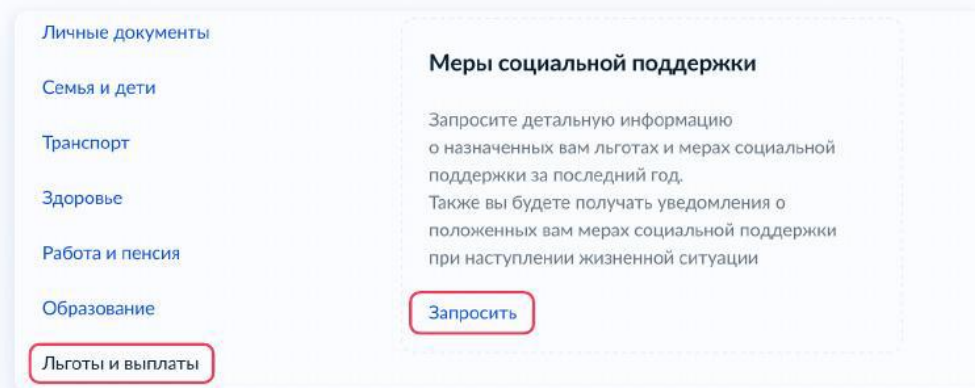 Личные документы
Семья и дети
Транспорт
Здоровье
Работа и пенсия
Образование
Льготы и выплаты
Меры социальной поддержки
Запросите детальную информацию
о назначенных вам льготах и мерах социальной
поддержки за последний год.
Также вы будете получать уведомления о
положенных вам мерах социальной поддержки
при наступлении жизненной ситуации
Запросить